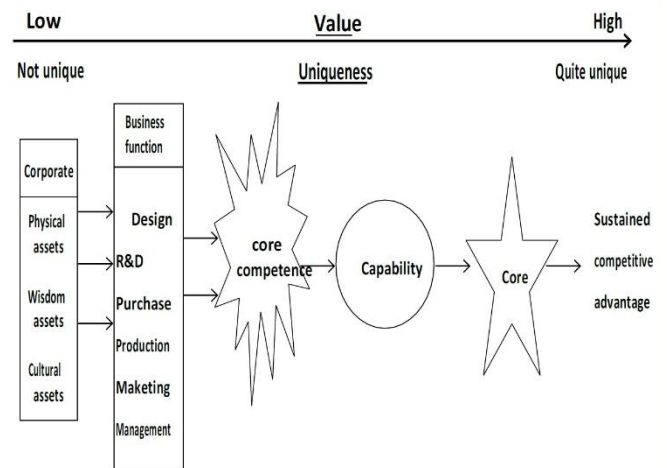 Low Value High
Not unique Uniqueness Quite unique
Corporate
Physical
assets
Wisdom
assets
Cultural
assets
Business
function
Design
R&D
Purchase
Production
Maketing
Management
core
competence
Capability
Core
Sustained
competitive
advantage